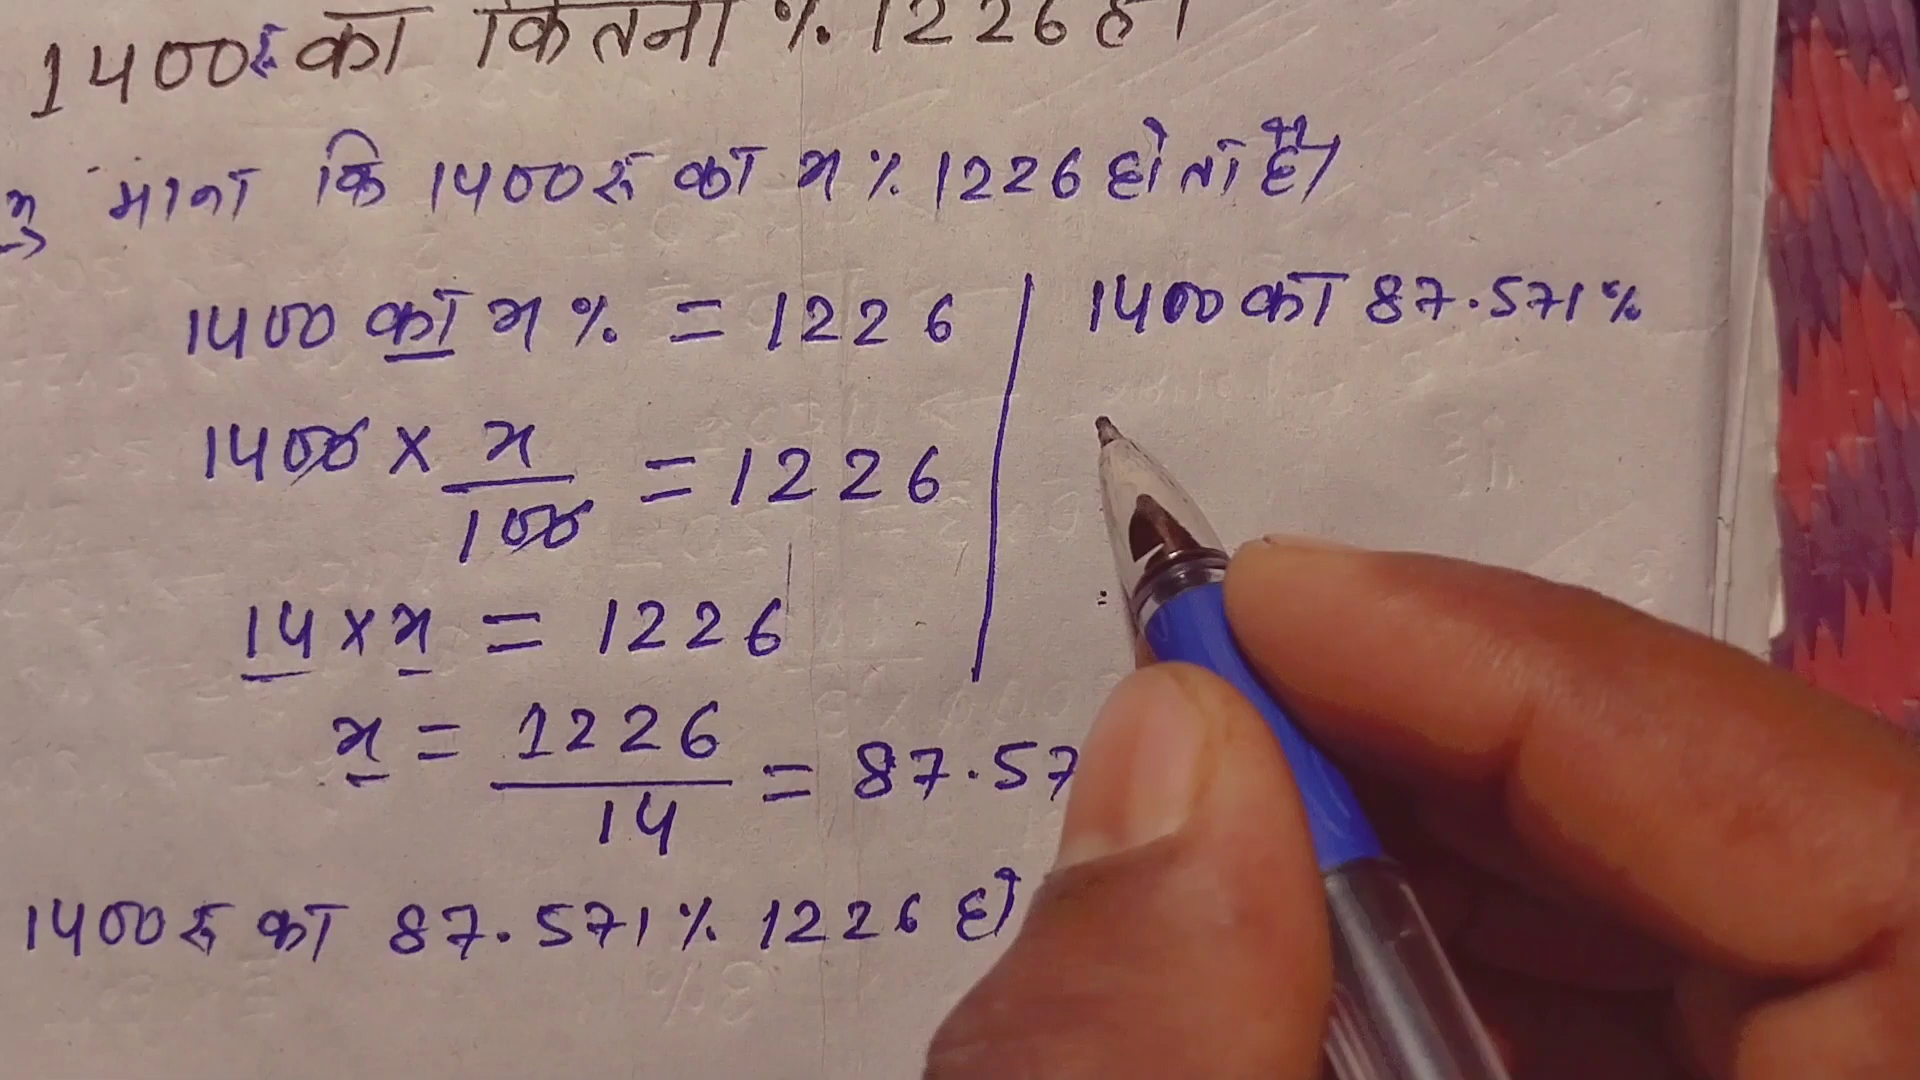 1400रु का कितना % 1226 है।
⇒ माना कि 1400रु का x % 1226 होता है।
1400 का x % = 1226
1400 × x/100 = 1226
14 × x = 1226
x = 1226/14 = 87.57
1400रु का 87.571% 1226 हो
1400 का 87.571%